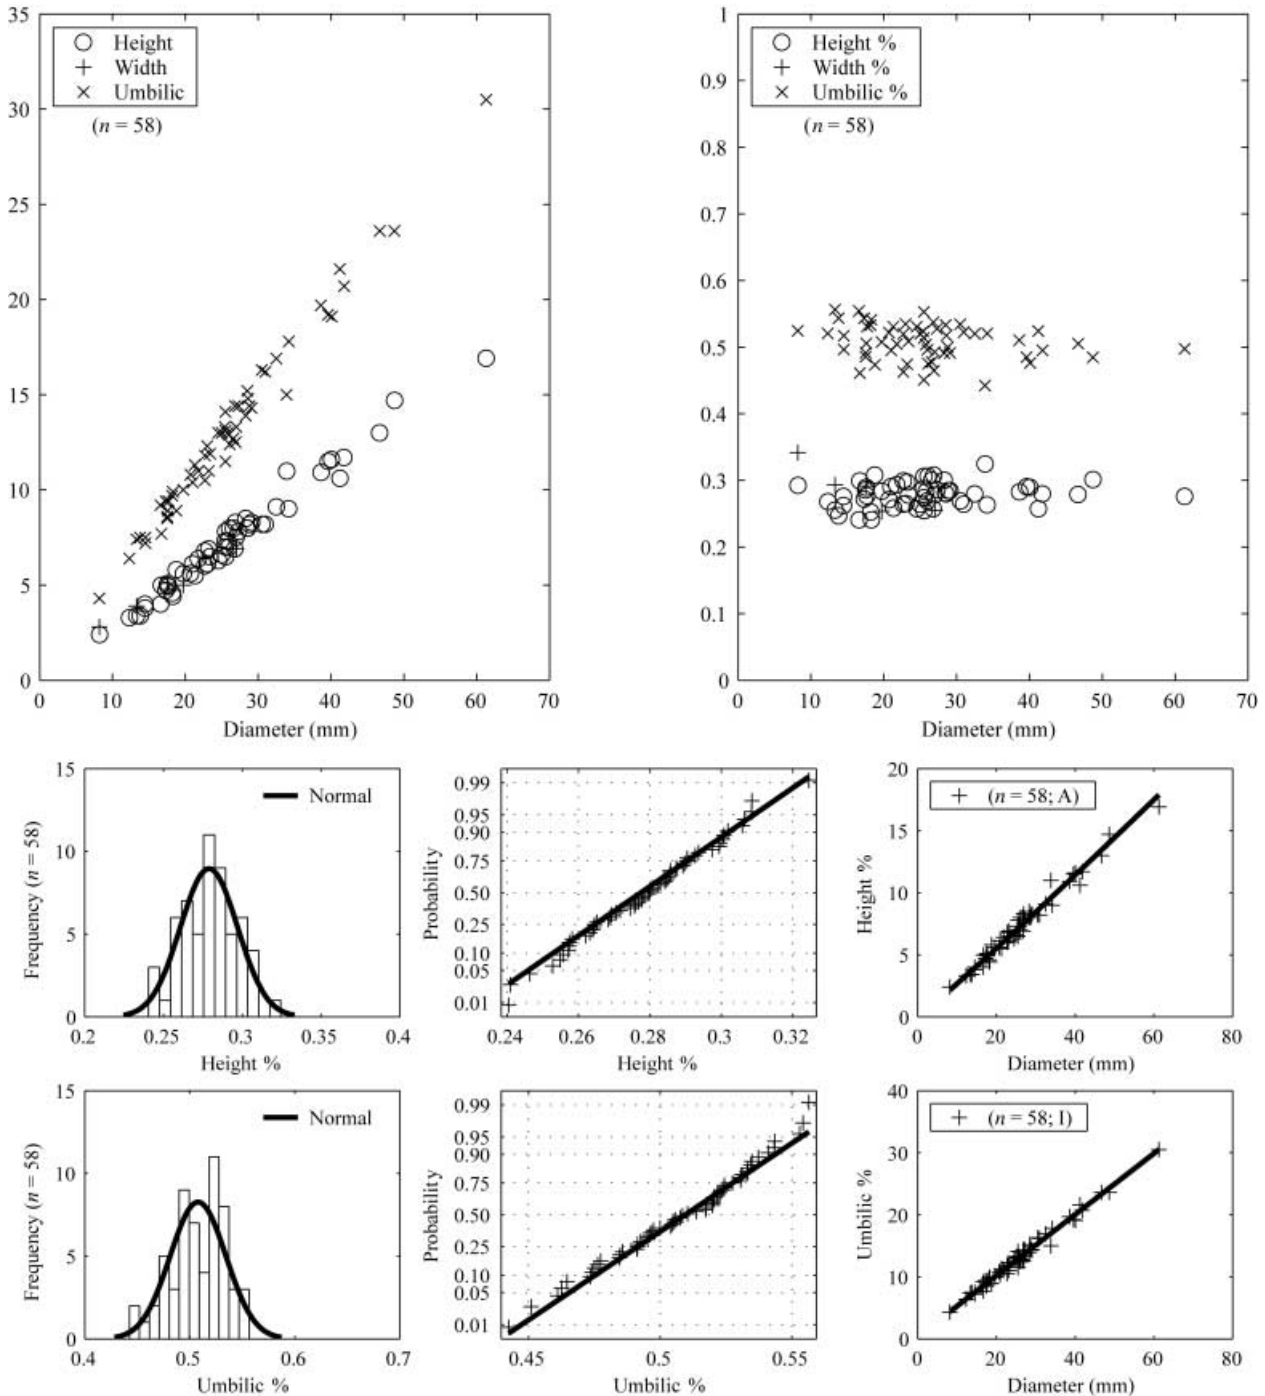 35
30
25
20
15
10
5
0
Height
Width
Umbilic
(n = 58)
0 10 20 30 40 50 60 70
Diameter (mm)
1
0.9
0.8
0.7
0.6
0.5
0.4
0.3
0.2
0.1
0
Height %
Width %
Umbilic %
(n = 58)
0 10 20 30 40 50 60 70
Diameter (mm)
Frequency (n = 58)
15
10
5
0
Normal
0.2 0.25 0.3 0.35 0.4
Height %
Probability
0.99
0.95
0.90
0.75
0.50
0.25
0.10
0.05
0.01
0.24 0.26 0.28 0.3 0.32
Height %
Height %
20
15
10
5
0
(n = 58; A)
0 20 40 60 80
Diameter (mm)
Frequency (n = 58)
15
10
5
0
Normal
0.4 0.5 0.6 0.7
Umbilic %
Probability
0.99
0.95
0.90
0.75
0.50
0.25
0.10
0.05
0.01
0.45 0.5 0.55
Umbilic %
Umbilic %
40
30
20
10
0
(n = 58; I)
0 20 40 60 80
Diameter (mm)